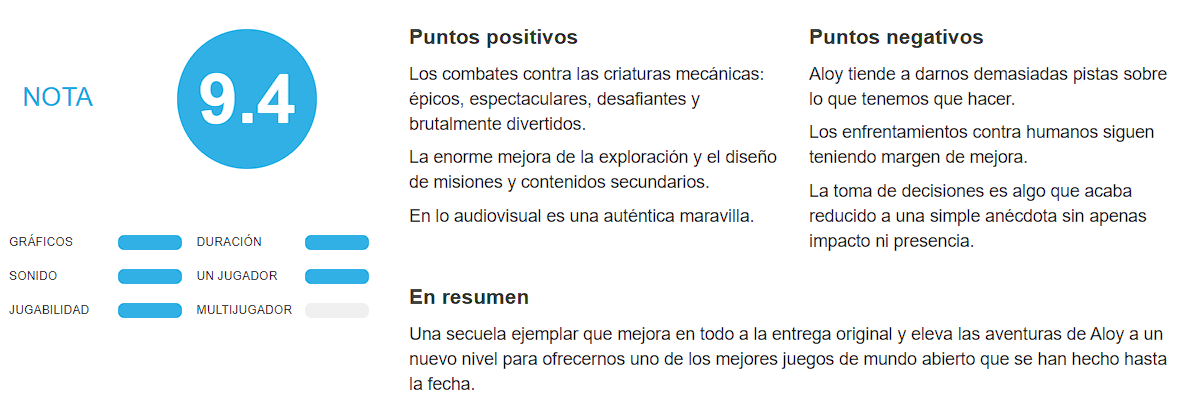 NOTA
9.4
GRÁFICOS
DURACIÓN
SONIDO
UN JUGADOR
JUGABILIDAD
MULTIJUGADOR
Puntos positivos
Los combates contra las criaturas mecánicas:
épicos, espectaculares, desafiantes y
brutalmente divertidos.
La enorme mejora de la exploración y el diseño
de misiones y contenidos secundarios.
En lo audiovisual es una auténtica maravilla.
Puntos negativos
Aloy tiende a darnos demasiadas pistas sobre
lo que tenemos que hacer.
Los enfrentamientos contra humanos siguen
teniendo margen de mejora.
La toma de decisiones es algo que acaba
reducido a una simple anécdota sin apenas
impacto ni presencia.
En resumen
Una secuela ejemplar que mejora en todo a la entrega original y eleva las aventuras de Aloy a un
nuevo nivel para ofrecernos uno de los mejores juegos de mundo abierto que se han hecho hasta
la fecha.